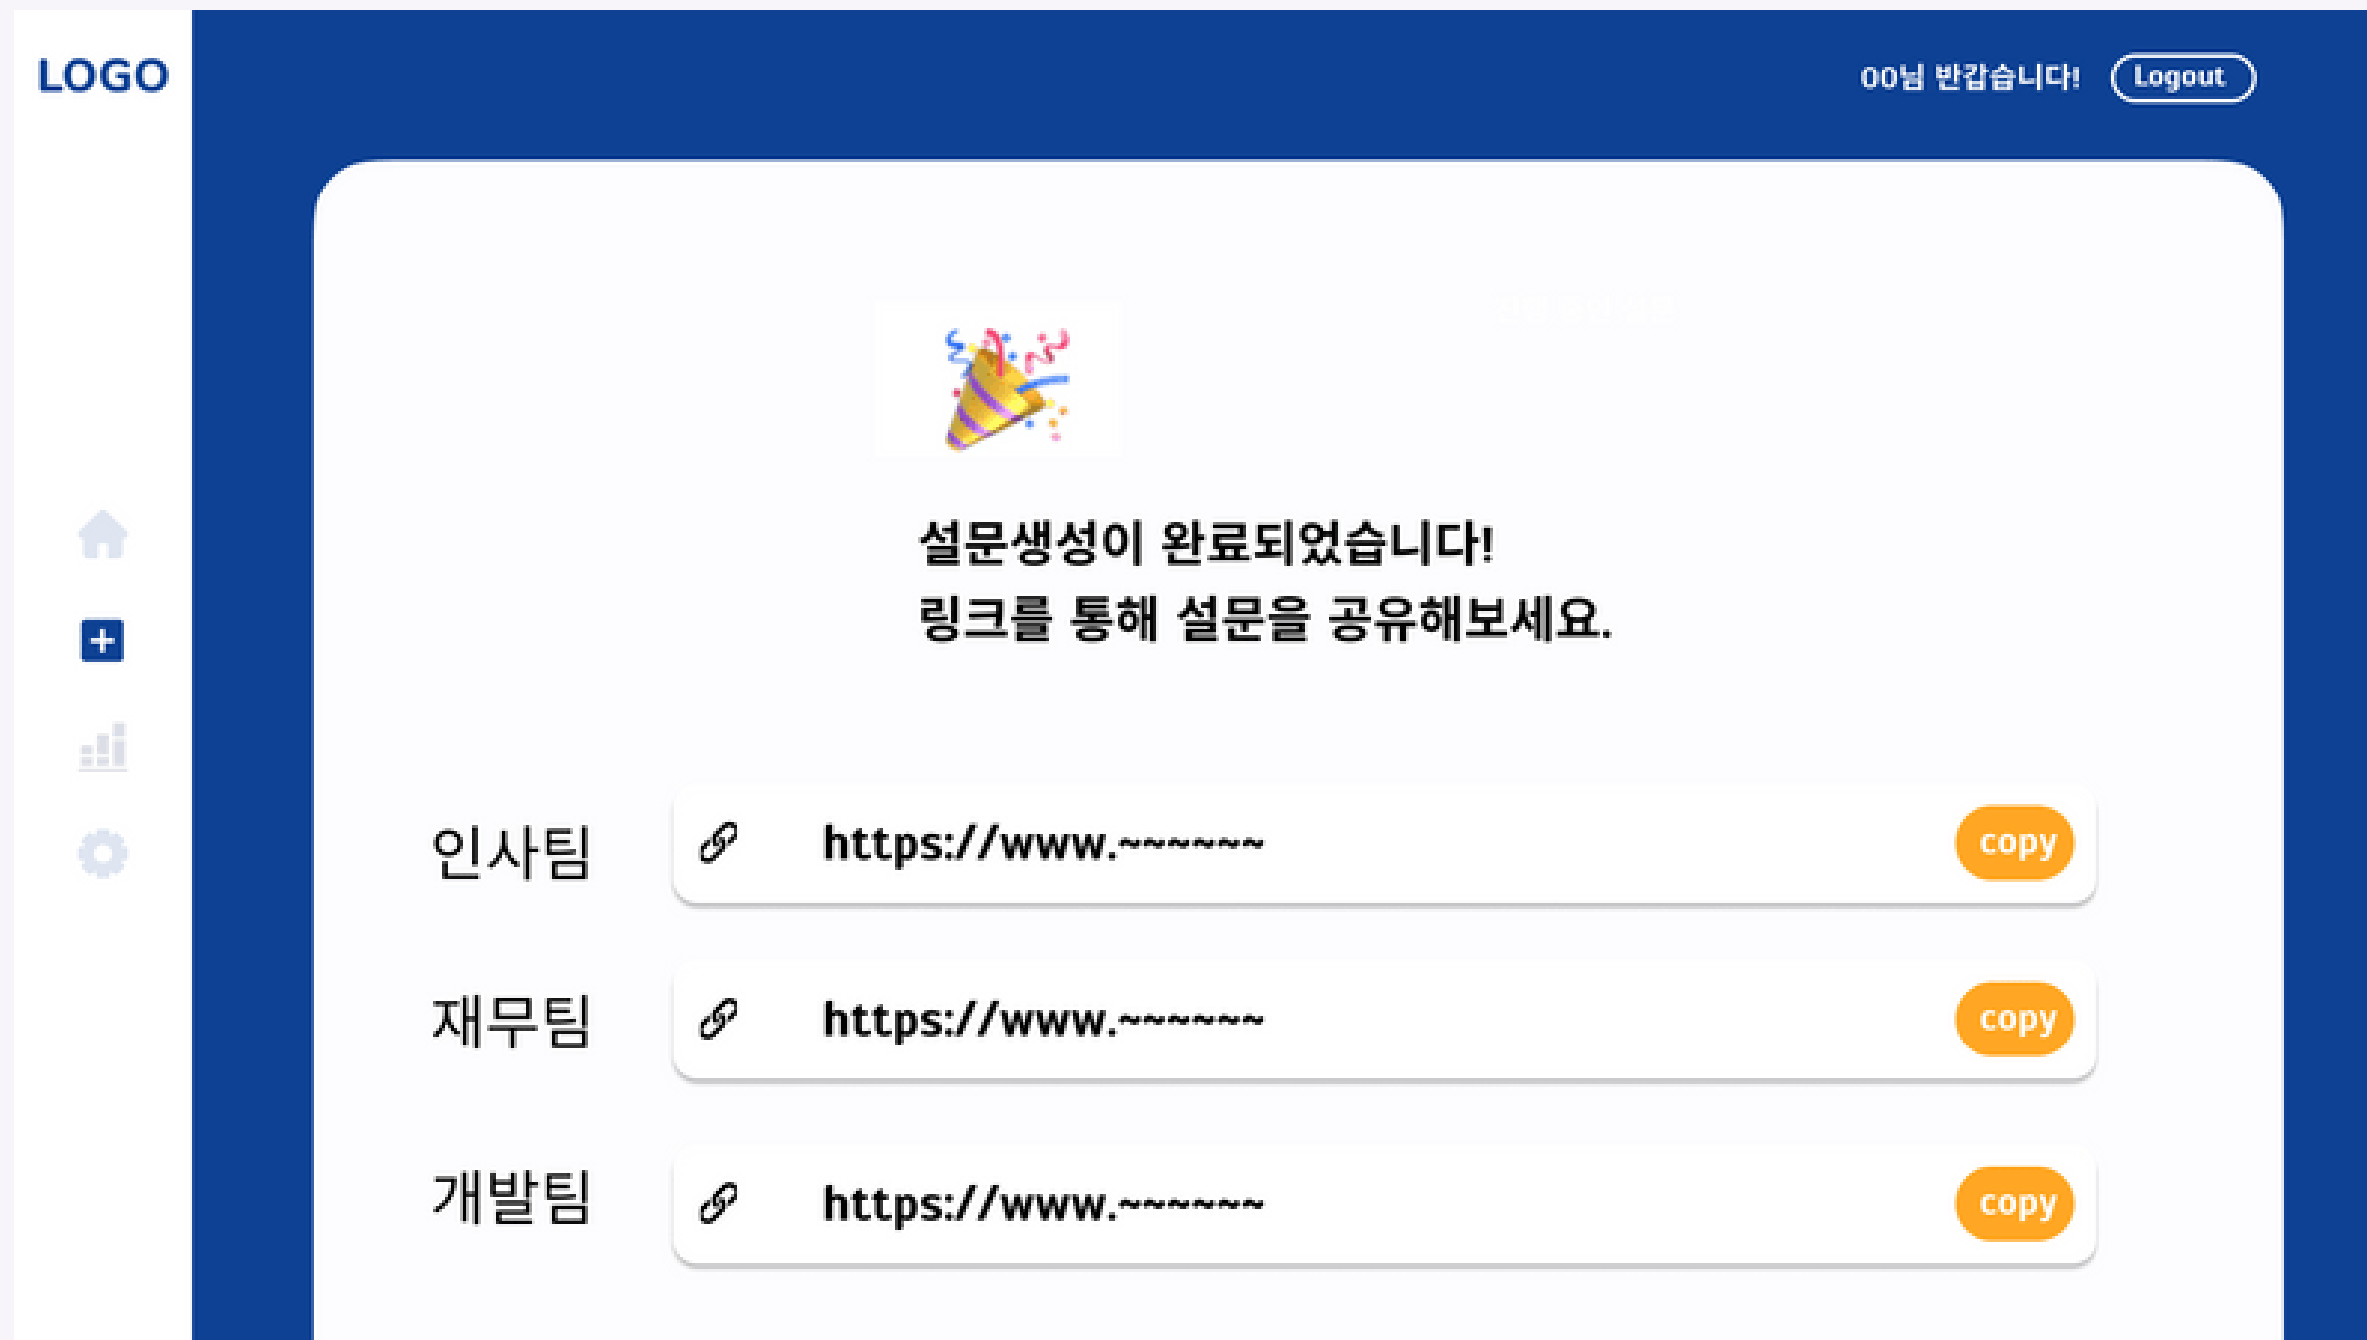 LOGO
00님 반갑습니다!
Logout
설문생성이 완료되었습니다!
링크를 통해 설문을 공유해보세요.
인사팀
https://www.~~~~~~
copy
재무팀
https://www.~~~~~~
copy
개발팀
https://www.~~~~~~
copy